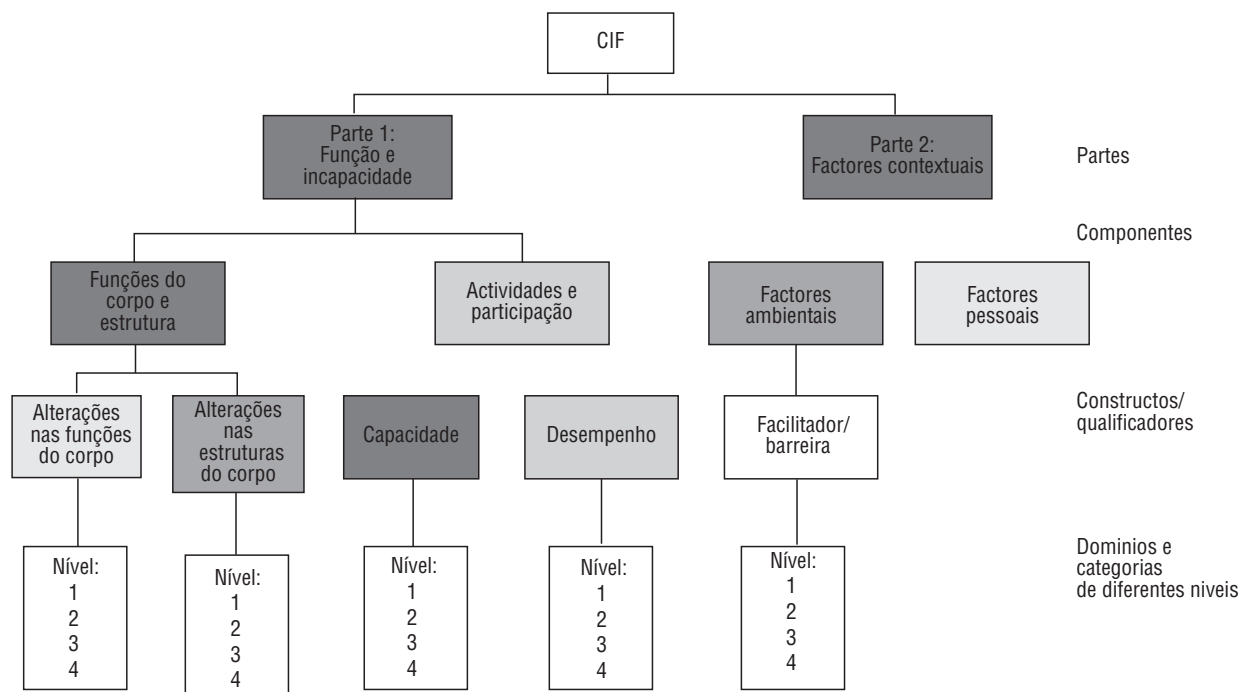 CIF
Parte 1:
Função e
incapacidade
Parte 2:
Factores contextuais
Partes
Componentes
Funções do
corpo e
estrutura
Actividades e
participação
Factores
ambientais
Factores
pessoais
Alterações
nas funções
do corpo
Alterações
nas
estruturas
do corpo
Capacidade
Desempenho
Facilitador/
barreira
Constructos/
qualificadores
Nível:
1
2
3
4
Nível:
1
2
3
4
Nível:
1
2
3
4
Nível:
1
2
3
4
Nível:
1
2
3
4
Dominios e
categorias
de diferentes niveis